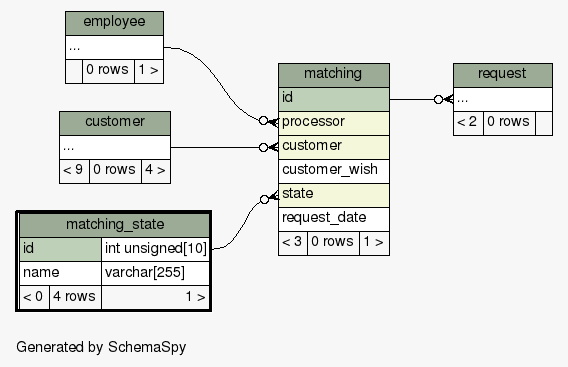 employee
...
0 rows 1 >
customer
...
< 9 0 rows 4 >
matching_state
id int unsigned[10]
name varchar[255]
< 0 4 rows 1 >
matching
id
processor
customer
customer_wish
state
request_date
< 3 0 rows 1 >
request
...
< 2 0 rows
Generated by SchemaSpy